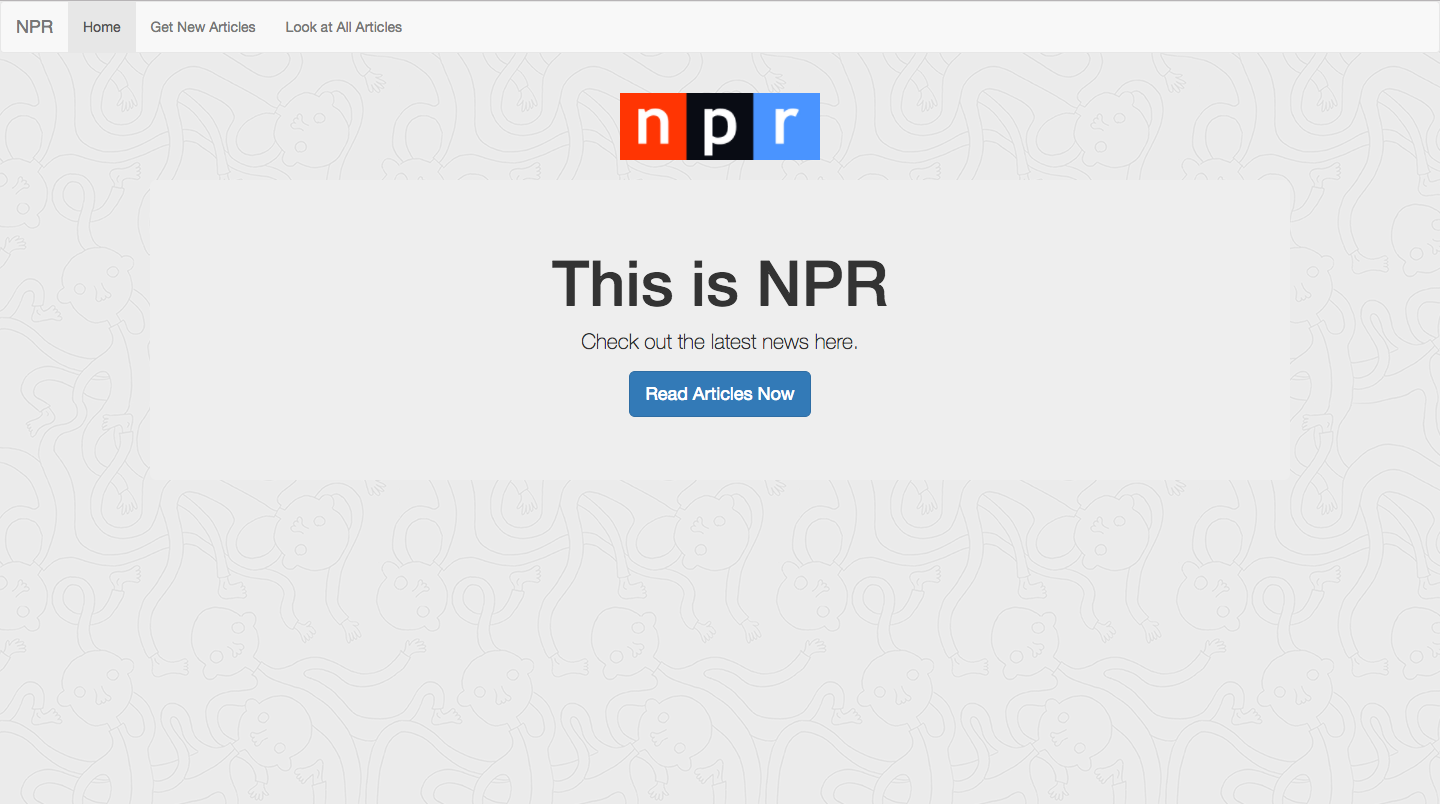 NPR Home Get New Articles Look at All Articles
npr
This is NPR
Check out the latest news here.
Read Articles Now